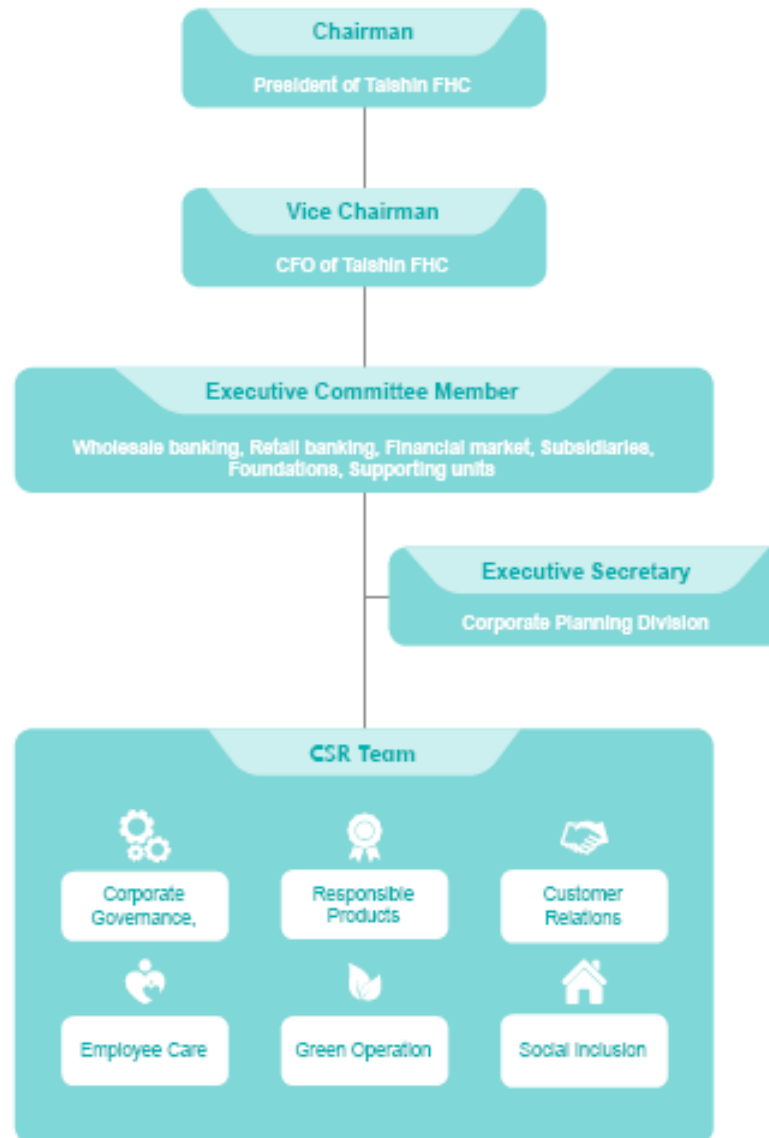 Chairman
President of Taishin FHC
Vice Chairman
CFO of Taishin FHC
Executive Committee Member
Wholesale banking, Retail banking, Financial market, Subsidiaries,
Foundations, Supporting units
Executive Secretary
Corporate Planning Division
CSR Team
Corporate
Governance,
Responsible
Products
Customer
Relations
Employee Care
Green Operation
Social Inclusion